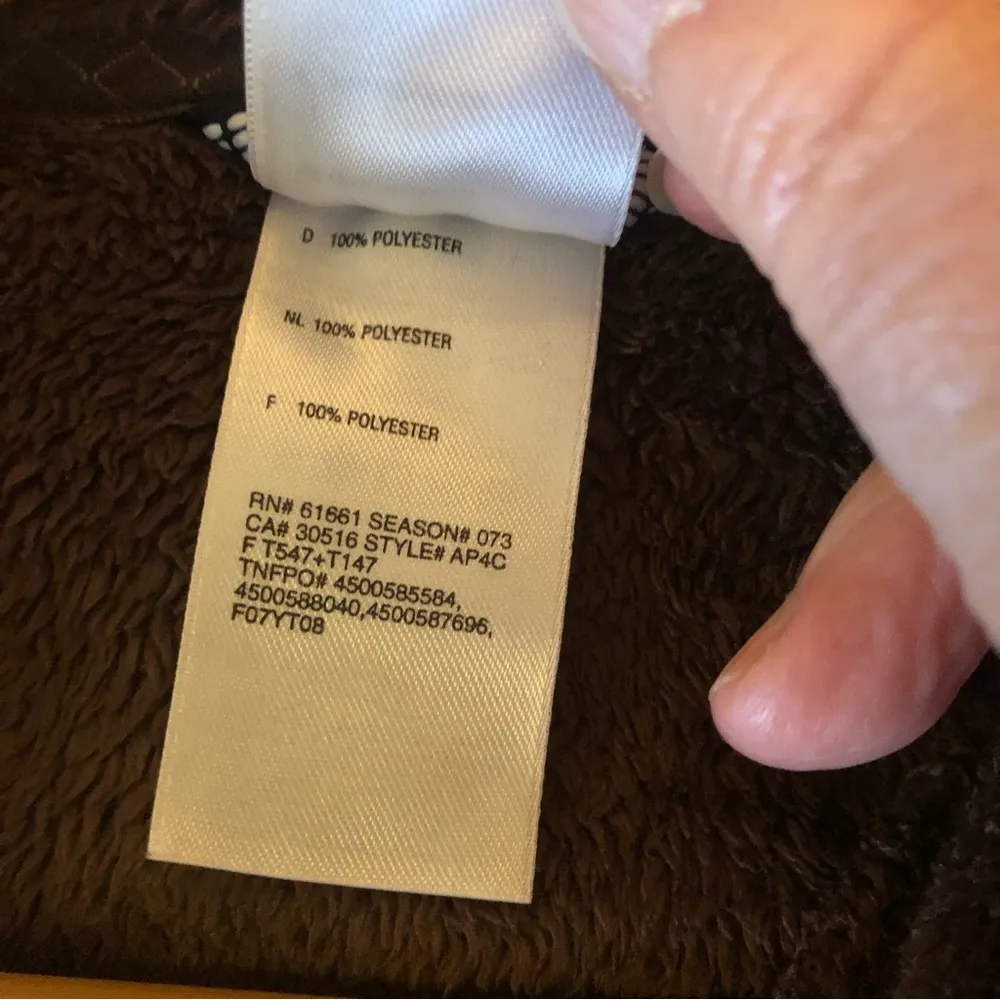 D 100% POLYESTER
NL 100% POLYESTER
F 100% POLYESTER
RN# 61661 SEASON# 073
CA# 30516 STYLE# AP4C
F T547+T147
TNFPO# 4500585584,
4500588040,4500587696,
F07YT08